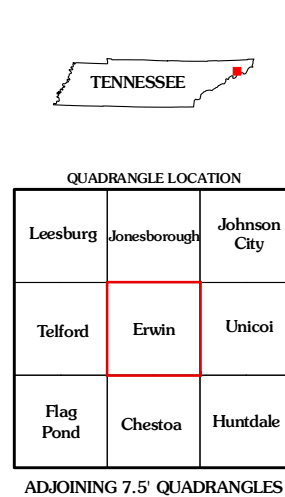 TENNESSEE
QUADRANGLE LOCATION
Leesburg Jonesborough Johnson City
Telford Erwin Unicoi
Flag Pond Chestoa Huntdale
ADJOINING 7.5' QUADRANGLES